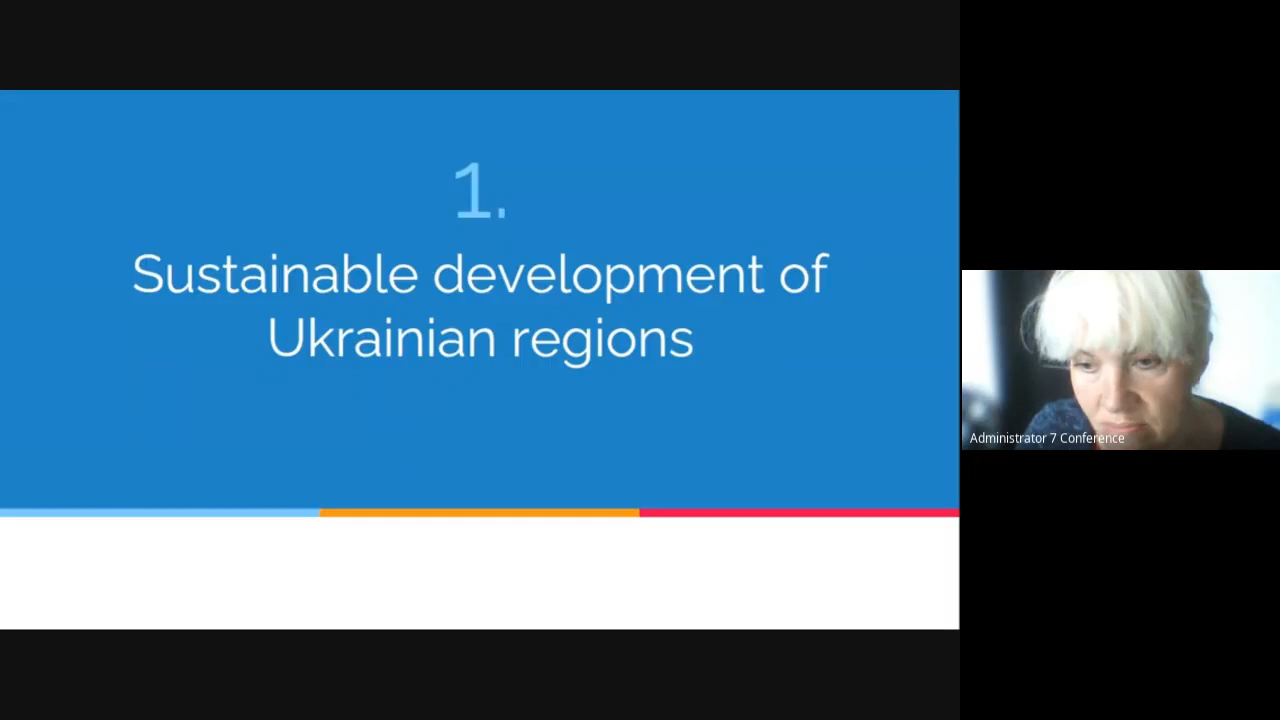 1.
Sustainable development of
Ukrainian regions
Administrator 7 Conference